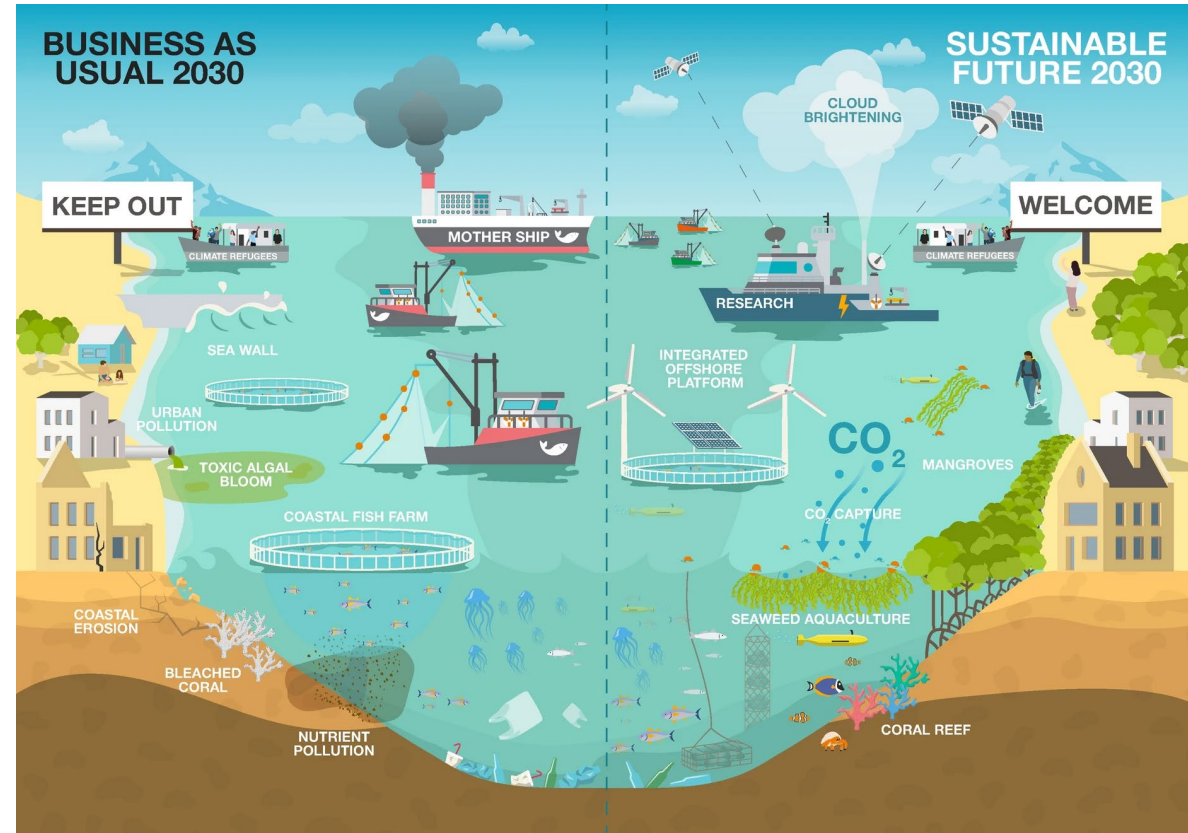 BUSINESS AS
USUAL 2030
SUSTAINABLE
FUTURE 2030
CLOUD
BRIGHTENING
KEEP OUT
WELCOME
MOTHER SHIP
CLIMATE REFUGEES
CLIMATE REFUGEES
RESEARCH
SEA WALL
INTEGRATED
OFFSHORE
PLATFORM
URBAN
POLLUTION
TOXIC ALGAL
BLOOM
CO2
MANGROVES
COASTAL FISH FARM
CO2 CAPTURE
COASTAL
EROSION
SEAWEED AQUACULTURE
BLEACHED
CORAL
NUTRIENT
POLLUTION
CORAL REEF